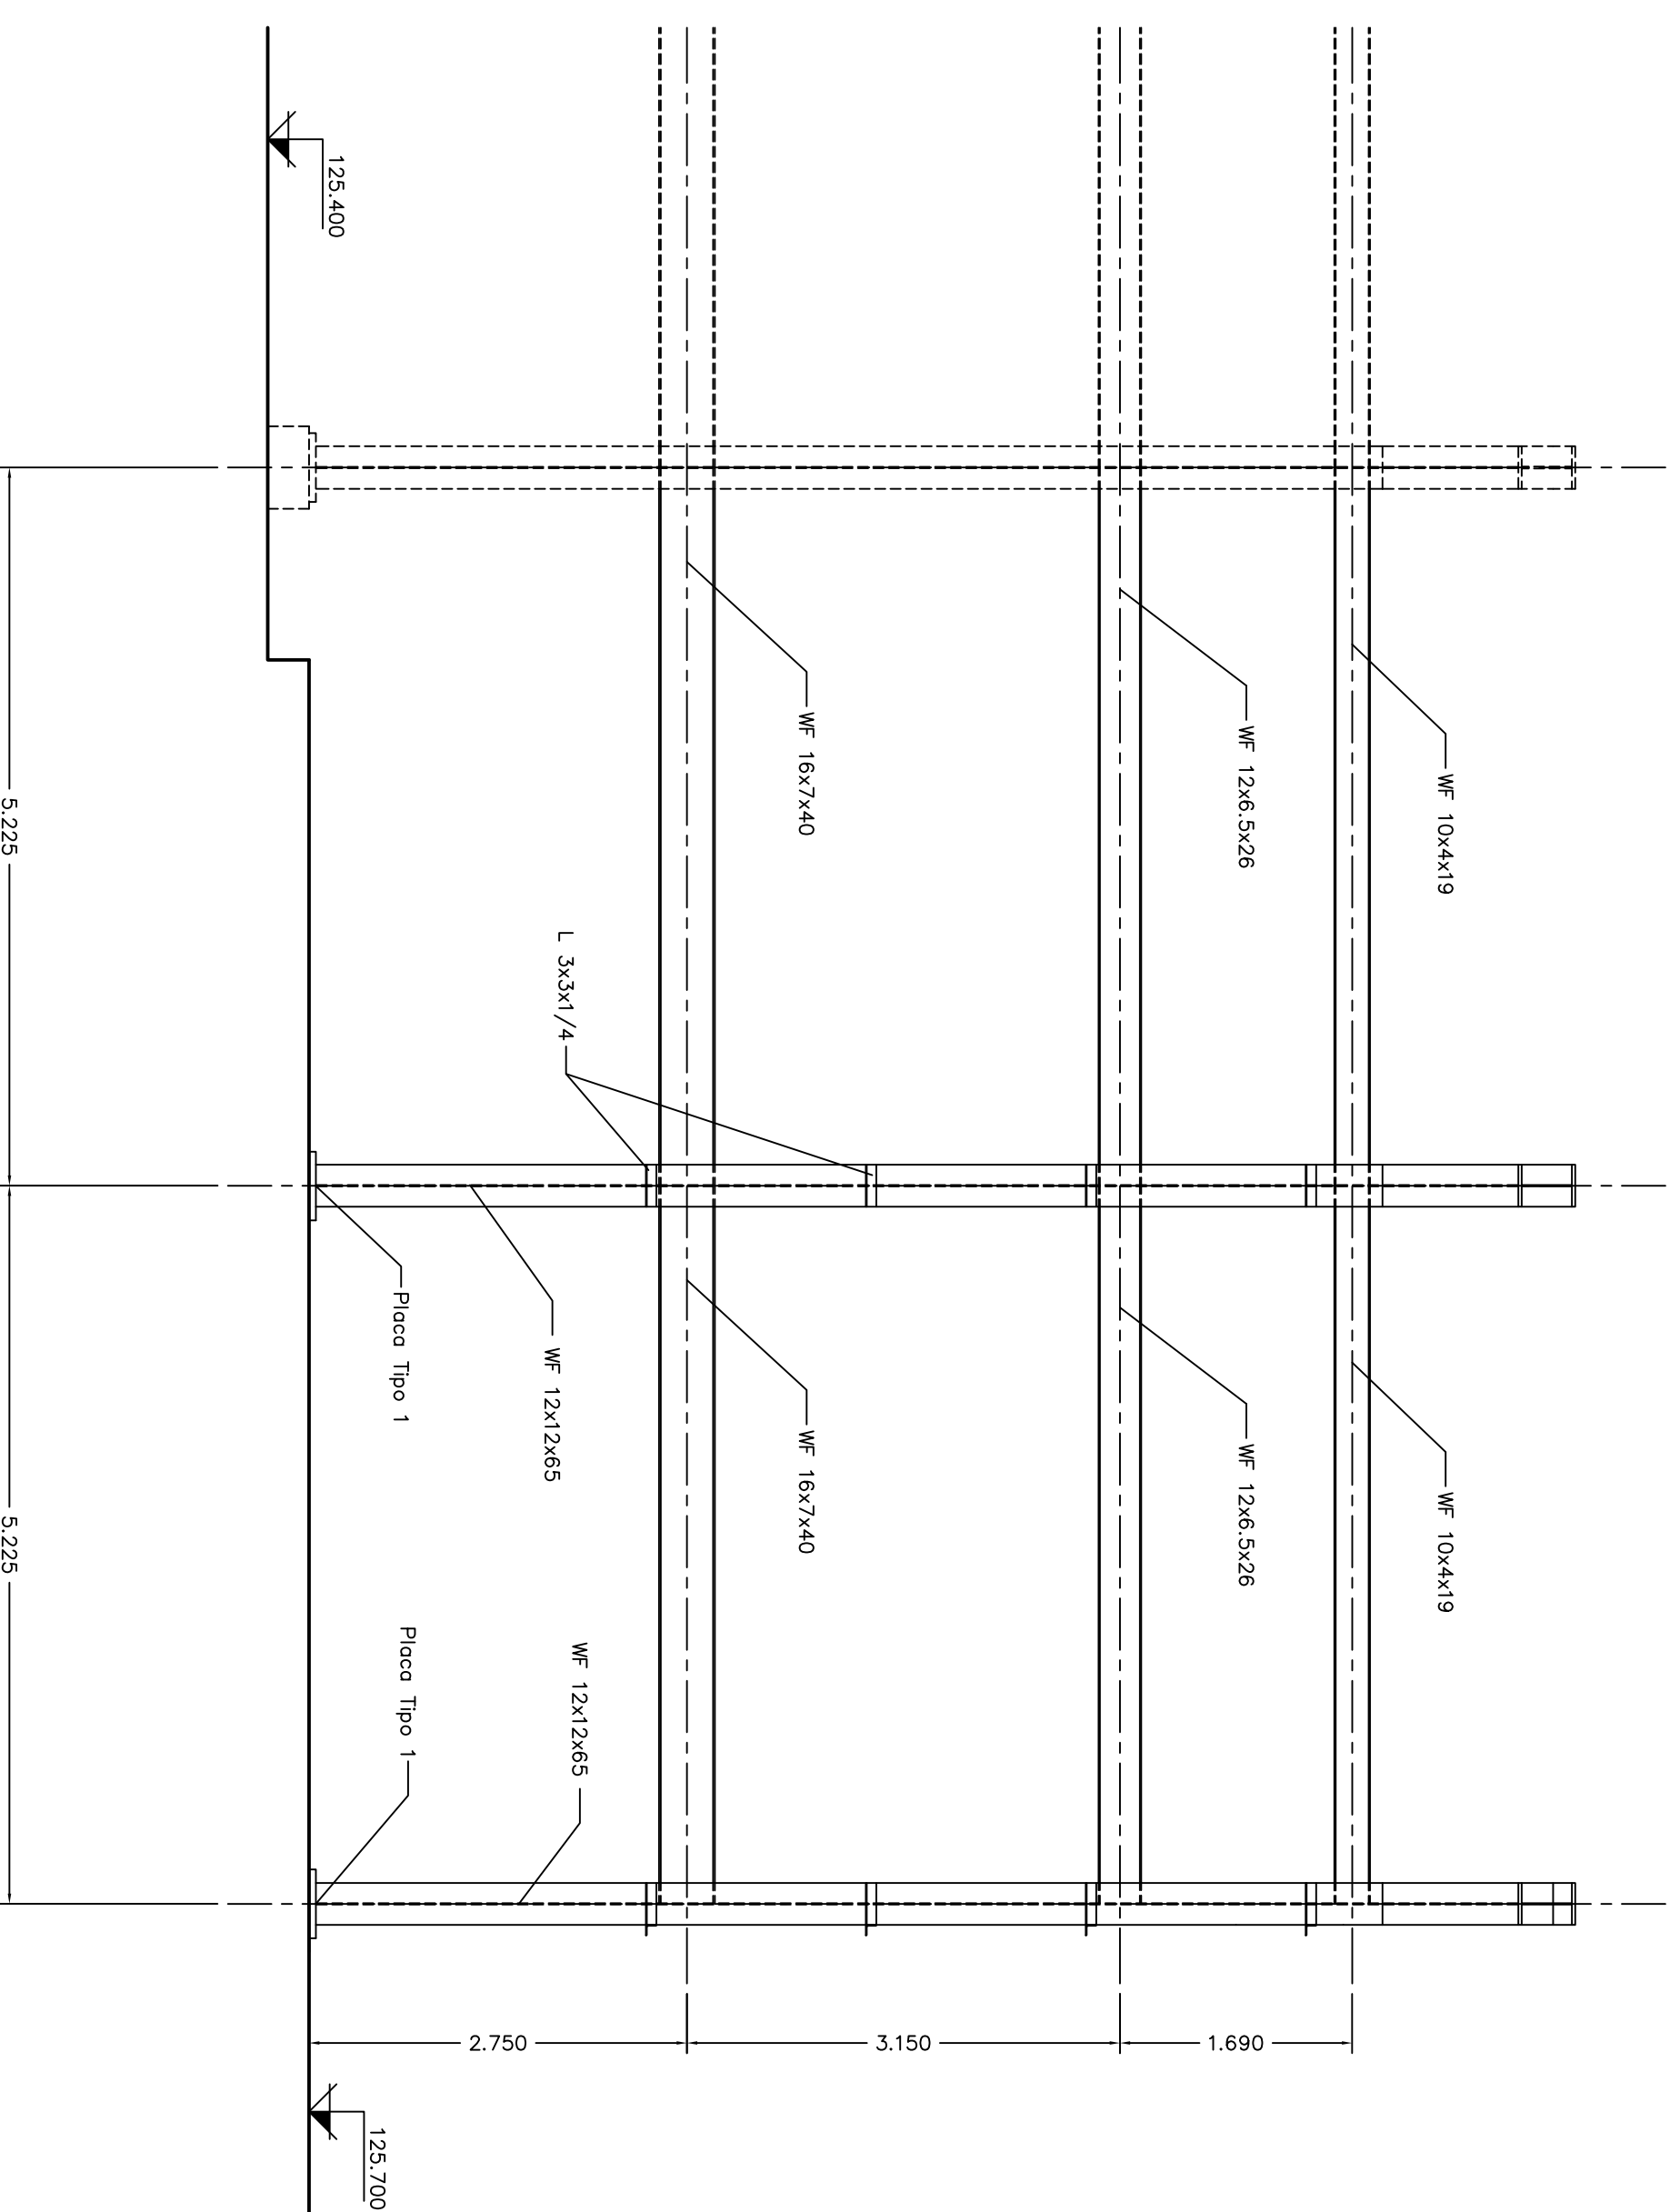 WF 10x4x19
WF 10x4x19
WF 12x6.5x26
WF 12x6.5x26
1.690
WF 16x7x40
WF 16x7x40
3.150
L 3x3x1/4
WF 12x12x65
WF 12x12x65
2.750
Placa Tipo 1
Placa Tipo 1
125.400
125.700
5.225
5.225